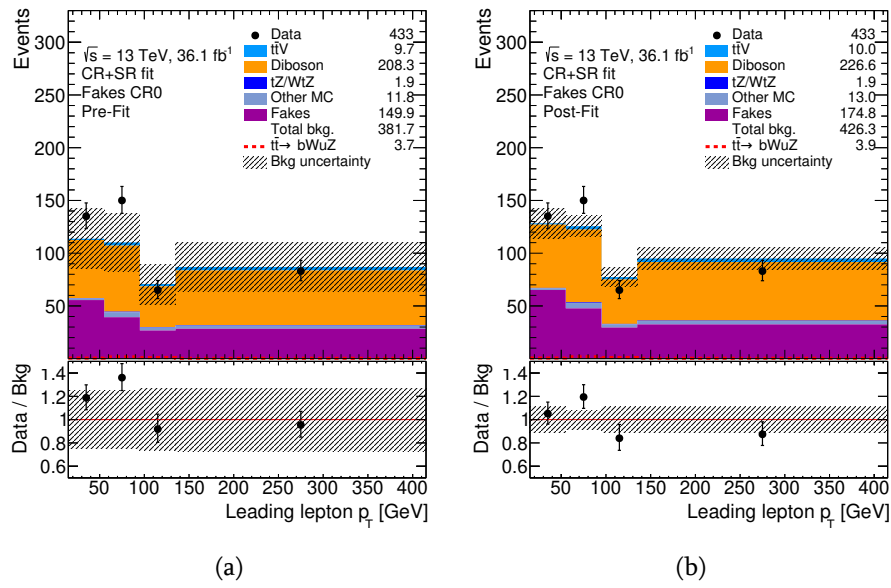 Events
300
250
200
150
100
50
√s = 13 TeV, 36.1 fb⁻¹
CR+SR fit
Fakes CR0
Pre-Fit
Data 433
tt̄V 9.7
Diboson 208.3
tZ/WtZ 1.9
Other MC 11.8
Fakes 149.9
Total bkg. 381.7
tt̄→ bWuZ 3.7
Bkg uncertainty
Data / Bkg
1.4
1.2
1
0.8
0.6
50 100 150 200 250 300 350 400
Leading lepton p_T [GeV]
(a)
Events
300
250
200
150
100
50
√s = 13 TeV, 36.1 fb⁻¹
CR+SR fit
Fakes CR0
Post-Fit
Data 433
tt̄V 10.0
Diboson 226.6
tZ/WtZ 1.9
Other MC 13.0
Fakes 174.8
Total bkg. 426.3
tt̄→ bWuZ 3.9
Bkg uncertainty
Data / Bkg
1.4
1.2
1
0.8
0.6
50 100 150 200 250 300 350 400
Leading lepton p_T [GeV]
(b)